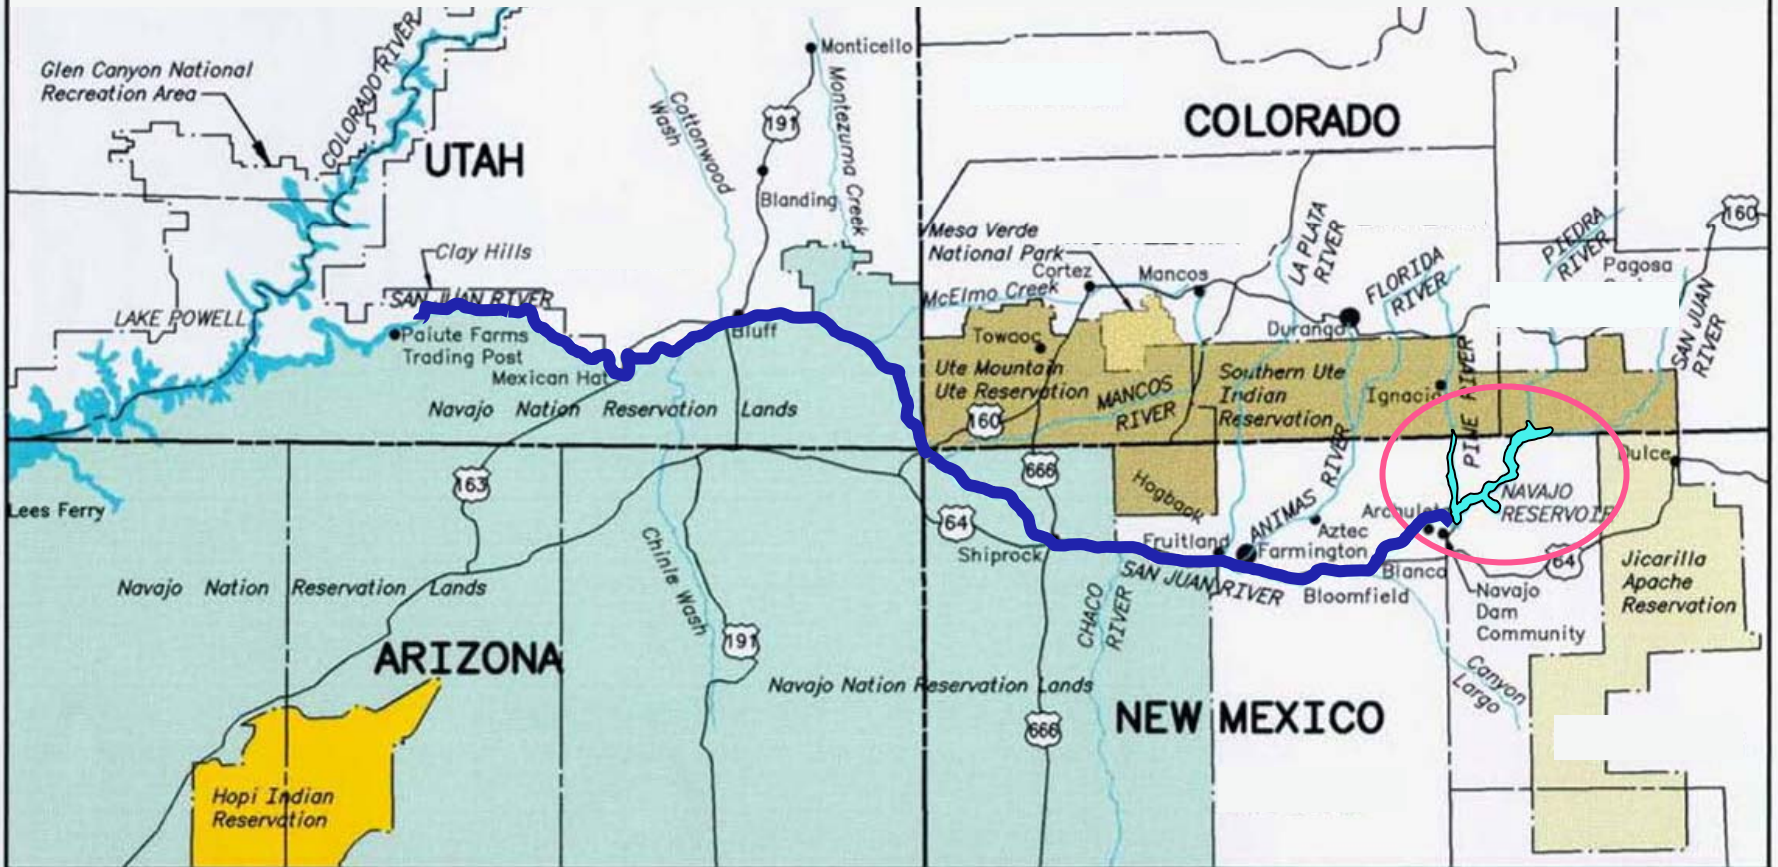 Glen Canyon National
Recreation Area
COLORADO RIVER
UTAH
Cottonwood
Wash
191
Monticello
Montezuma Creek
Blanding
COLORADO
Clay Hills
SAN JUAN RIVER
LAKE POWELL
Paiute Farms
Trading Post
Mexican Hat
Bluff
Navajo Nation Reservation Lands
Mesa Verde
National Park
Cortez
Mancos
McElmo Creek
LA PLATA
RIVER
FLORIDA
RIVER
PIEDRA
RIVER
160
Pagosa
SAN JUAN
RIVER
Durango
Towaoc
Ute Mountain
Ute Reservation
160
MANCOS
RIVER
Southern Ute
Indian
Reservation
Ignacio
PINE RIVER
Lees Ferry
163
666
64
Shiprock
Hogback
ANIMAS RIVER
Aztec
Fruitland
Farmington
SAN JUAN RIVER
Bloomfield
Blanco
NAVAJO
RESERVOIR
Dulce
64
Navajo
Dam
Community
Jicarilla
Apache
Reservation
Canyon
Largo
Chinle Wash
191
Navajo Nation Reservation Lands
ARIZONA
CHACO
RIVER
Navajo Nation Reservation Lands
666
NEW MEXICO
Hopi Indian
Reservation